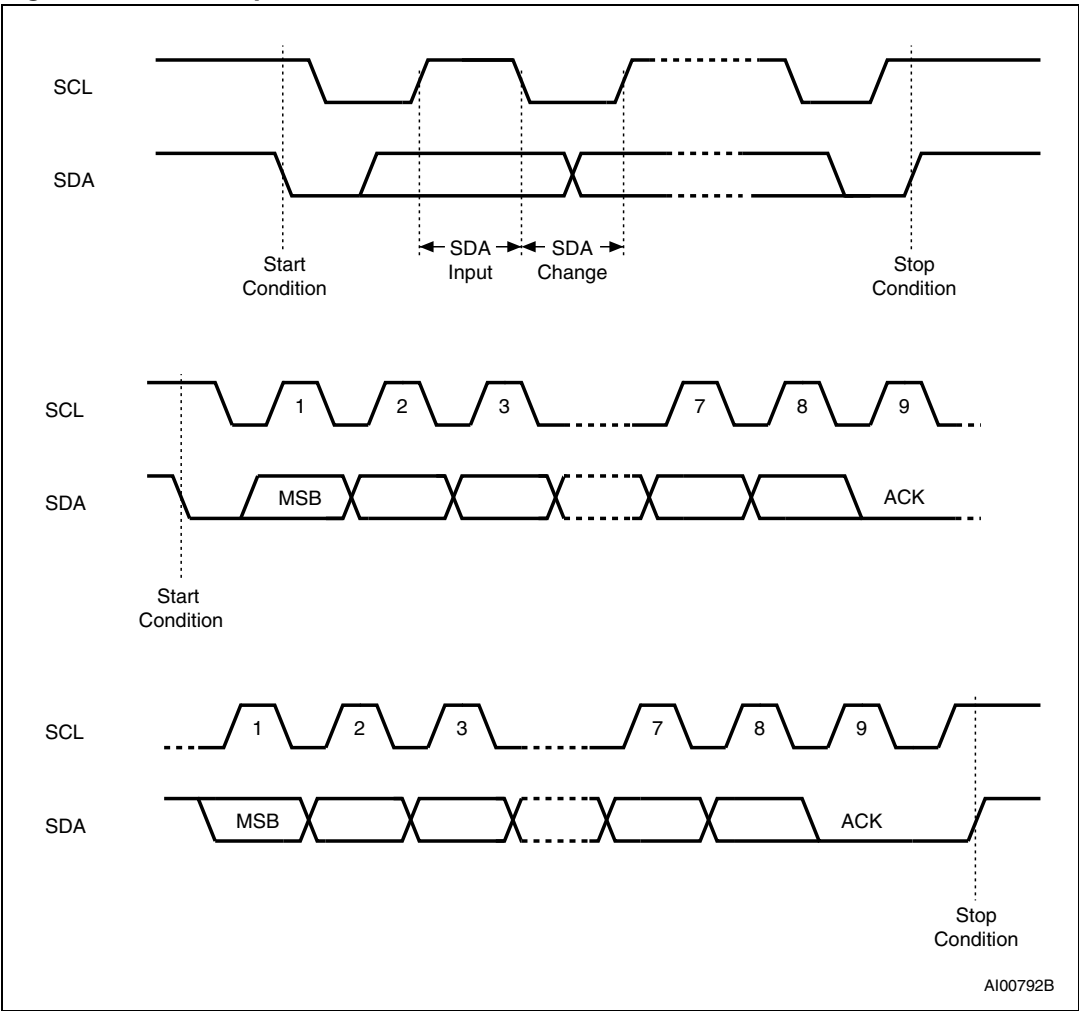 SCL
SDA
SDA Input
SDA Change
Start Condition
Stop Condition
SCL
1 2 3 7 8 9
SDA
MSB ACK
Start Condition
SCL
1 2 3 7 8 9
SDA
MSB ACK
Stop Condition
AI00792B